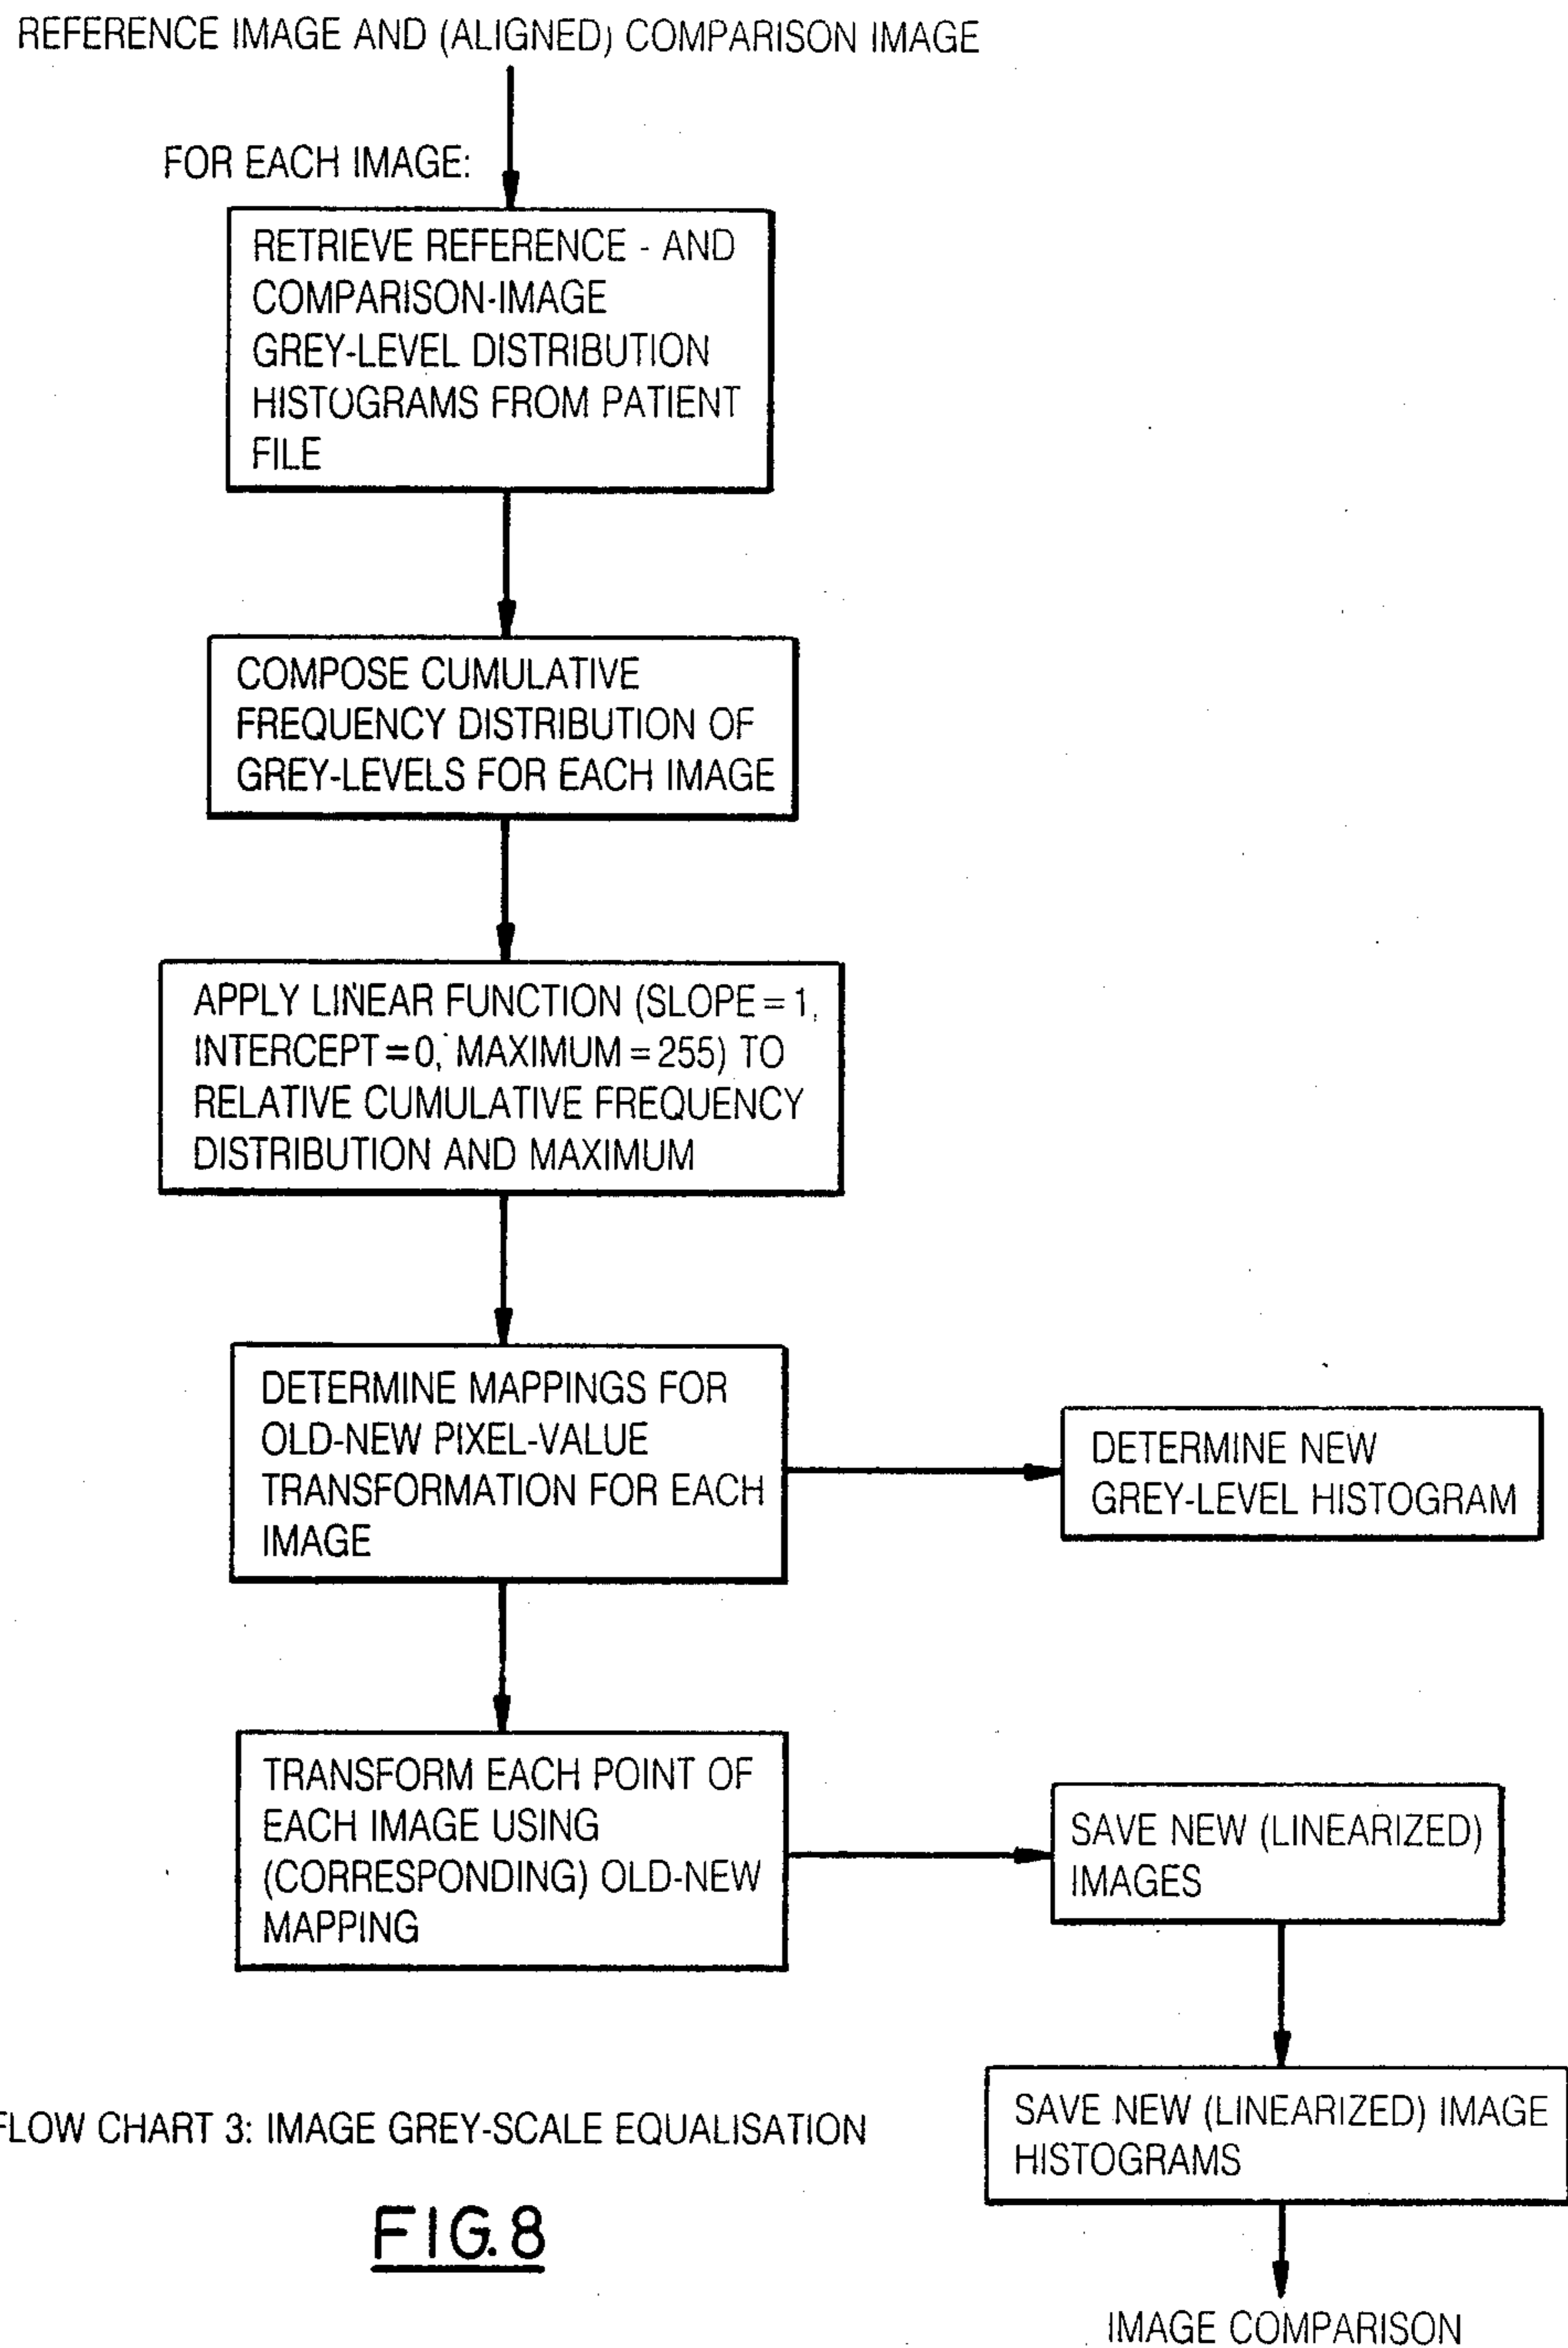 REFERENCE IMAGE AND (ALIGNED) COMPARISON IMAGE
FOR EACH IMAGE:
RETRIEVE REFERENCE - AND
COMPARISON-IMAGE
GREY-LEVEL DISTRIBUTION
HISTOGRAMS FROM PATIENT
FILE
COMPOSE CUMULATIVE
FREQUENCY DISTRIBUTION OF
GREY-LEVELS FOR EACH IMAGE
APPLY LINEAR FUNCTION (SLOPE = 1,
INTERCEPT = 0, MAXIMUM = 255) TO
RELATIVE CUMULATIVE FREQUENCY
DISTRIBUTION AND MAXIMUM
DETERMINE MAPPINGS FOR
OLD-NEW PIXEL-VALUE
TRANSFORMATION FOR EACH
IMAGE
DETERMINE NEW
GREY-LEVEL HISTOGRAM
TRANSFORM EACH POINT OF
EACH IMAGE USING
(CORRESPONDING) OLD-NEW
MAPPING
SAVE NEW (LINEARIZED)
IMAGES
SAVE NEW (LINEARIZED) IMAGE
HISTOGRAMS
FLOW CHART 3: IMAGE GREY-SCALE EQUALISATION
FIG. 8
IMAGE COMPARISON